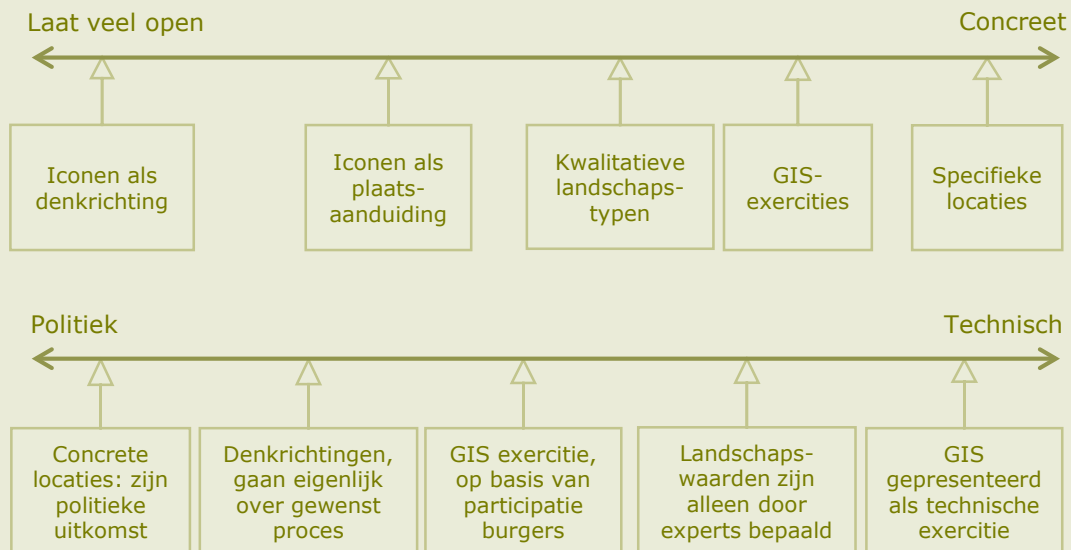 Laat veel open
Concreet
Iconen als
denkrichting
Iconen als
plaats-
aanduiding
Kwalitatieve
landschaps-
typen
GIS-
exercities
Specifieke
locaties
Politiek
Technisch
Concrete
locaties: zijn
politieke
uitkomst
Denkrichtingen,
gaan eigenlijk
over gewenst
proces
GIS exercitie,
op basis van
participatie
burgers
Landschaps-
waarden zijn
alleen door
experts bepaald
GIS
gepresenteerd
als technische
exercitie